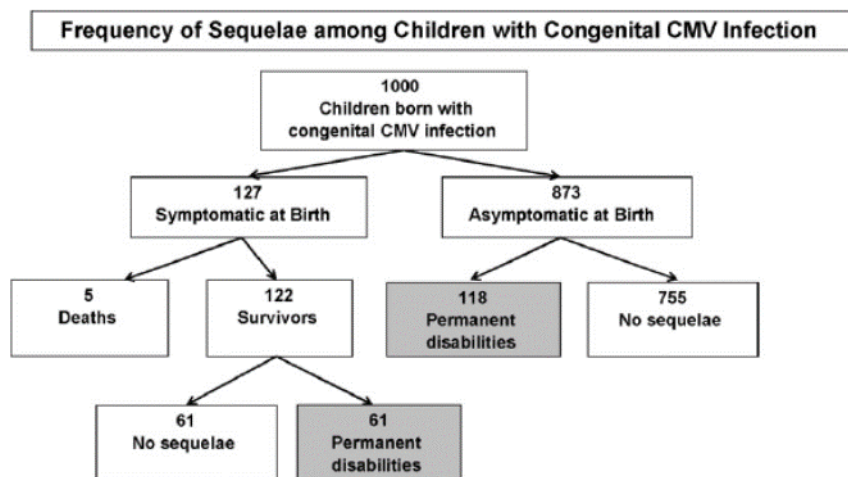 Frequency of Sequelae among Children with Congenital CMV Infection
1000
Children born with
congenital CMV infection
127
Symptomatic at Birth
873
Asymptomatic at Birth
5
Deaths
122
Survivors
118
Permanent
disabilities
755
No sequelae
61
No sequelae
61
Permanent
disabilities